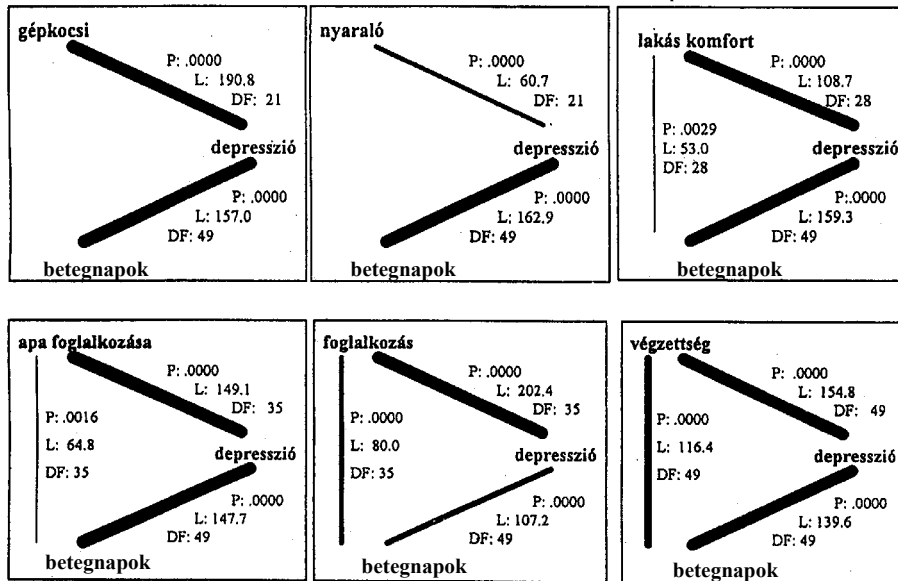 gépkocsi
P: .0000
L: 190.8
DF: 21
depresszió
P: .0000
L: 157.0
DF: 49
betegnapok
nyaraló
P: .0000
L: 60.7
DF: 21
depresszió
P: .0000
L: 162.9
DF: 49
betegnapok
lakás komfort
P: .0000
L: 108.7
DF: 28
P: .0029
L: 53.0
DF: 28
depresszió
P:.0000
L: 159.3
DF: 49
betegnapok
apa foglalkozása
P: .0000
L: 149.1
DF: 35
P: .0016
L: 64.8
DF: 35
depresszió
P: .0000
L: 147.7
DF: 49
betegnapok
foglalkozás
P: .0000
L: 202.4
DF: 35
P: .0000
L: 80.0
DF: 35
depresszió
P: .0000
L: 107.2
DF: 49
betegnapok
végzettség
P: .0000
L: 154.8
DF: 49
P: .0000
L: 116.4
DF: 49
depresszió
P: .0000
L: 139.6
DF: 49
betegnapok